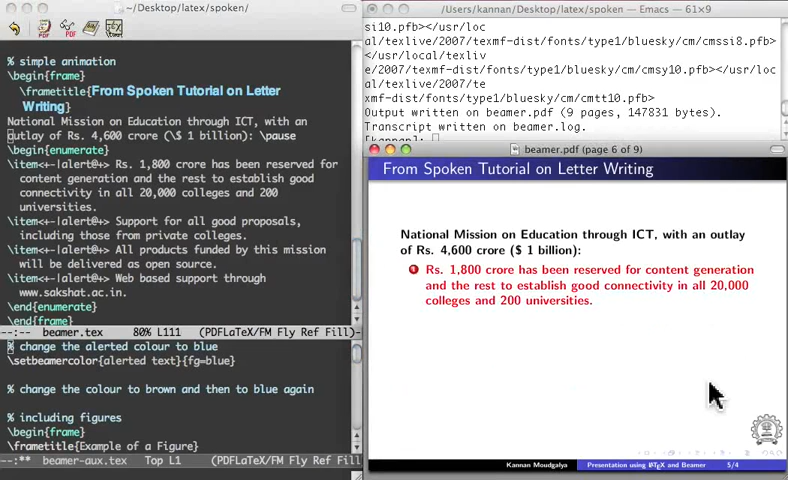 ~/Desktop/latex/spoken/
% simple animation
\begin{frame}
\frametitle{From Spoken Tutorial on Letter
Writing}
National Mission on Education through ICT, with an
outlay of Rs. 4,600 crore (\$ 1 billion): \pause
\begin{enumerate}
\item<+-|alert@+> Rs. 1,800 crore has been reserved for
content generation and the rest to establish good
connectivity in all 20,000 colleges and 200
universities.
\item<+-|alert@+> Support for all good proposals,
including those from private colleges.
\item<+-|alert@+> All products funded by this mission
will be delivered as open source.
\item<+-|alert@+> Web based support through
www.sakshat.ac.in.
\end{enumerate}
\end{frame}
--:-- beamer.tex 80% L111 (PDFLaTeX/FM Fly Ref Fill)-
% change the alerted colour to blue
\setbeamercolor{alerted text}{fg=blue}
% change the colour to brown and then to blue again
% including figures
\begin{frame}
\frametitle{Example of a Figure}
--:** beamer-aux.tex Top L1 (PDFLaTeX/FM Fly Ref Fill
/Users/kannan/Desktop/latex/spoken — Emacs — 61×9
si10.pfb></usr/loc
al/texlive/2007/texmf-dist/fonts/type1/bluesky/cm/cmssi8.pfb>
</usr/local/texliv
e/2007/texmf-dist/fonts/type1/bluesky/cm/cmsy10.pfb></usr/loc
al/texlive/2007/te
xmf-dist/fonts/type1/bluesky/cm/cmtt10.pfb>
Output written on beamer.pdf (9 pages, 147831 bytes).
Transcript written on beamer.log.
beamer.pdf (page 6 of 9)
From Spoken Tutorial on Letter Writing
National Mission on Education through ICT, with an outlay
of Rs. 4,600 crore ($ 1 billion):
1 Rs. 1,800 crore has been reserved for content generation
and the rest to establish good connectivity in all 20,000
colleges and 200 universities.
Kannan Moudgalya Presentation using LATEX and Beamer 5/4